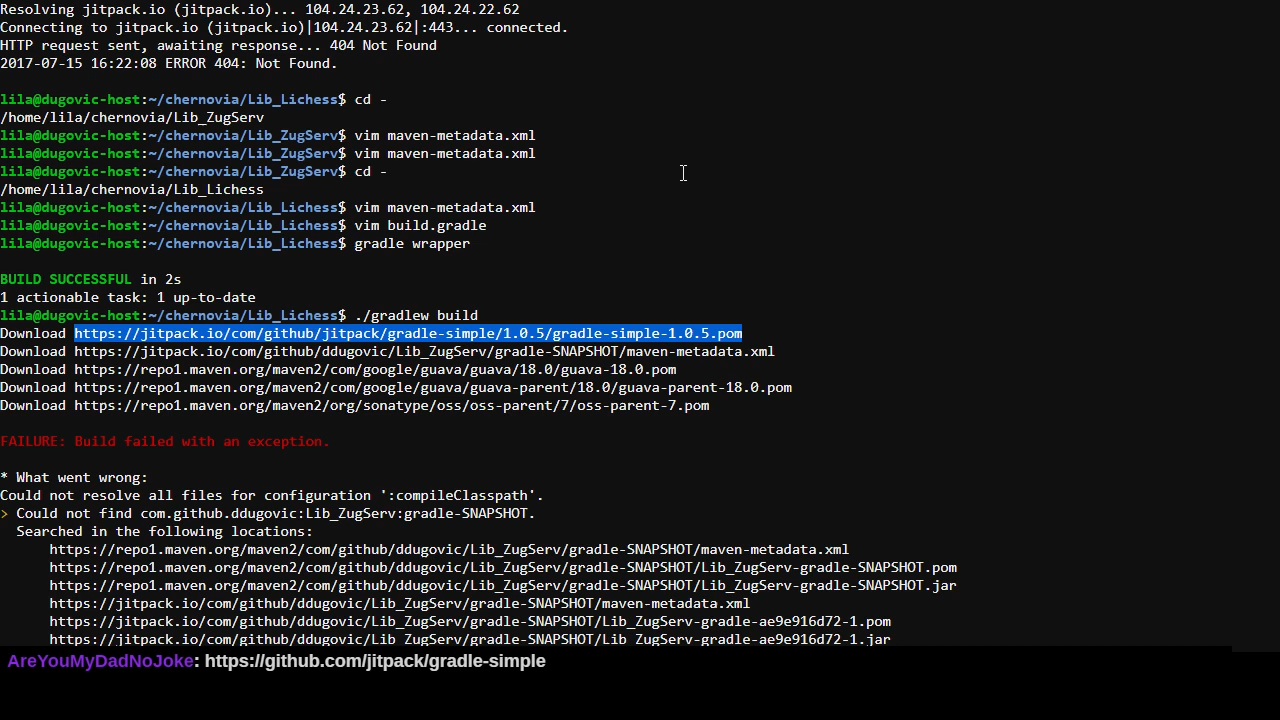 Resolving jitpack.io (jitpack.io)... 104.24.23.62, 104.24.22.62
Connecting to jitpack.io (jitpack.io)|104.24.23.62|:443... connected.
HTTP request sent, awaiting response... 404 Not Found
2017-07-15 16:22:08 ERROR 404: Not Found.
lila@dugovic-host:~/chernovia/Lib_Lichess$ cd -
/home/lila/chernovia/Lib_ZugServ
lila@dugovic-host:~/chernovia/Lib_ZugServ$ vim maven-metadata.xml
lila@dugovic-host:~/chernovia/Lib_ZugServ$ vim maven-metadata.xml
lila@dugovic-host:~/chernovia/Lib_ZugServ$ cd -
/home/lila/chernovia/Lib_Lichess
lila@dugovic-host:~/chernovia/Lib_Lichess$ vim maven-metadata.xml
lila@dugovic-host:~/chernovia/Lib_Lichess$ vim build.gradle
lila@dugovic-host:~/chernovia/Lib_Lichess$ gradle wrapper
BUILD SUCCESSFUL in 2s
1 actionable task: 1 up-to-date
lila@dugovic-host:~/chernovia/Lib_Lichess$ ./gradlew build
Download https://jitpack.io/com/github/jitpack/gradle-simple/1.0.5/gradle-simple-1.0.5.pom
Download https://jitpack.io/com/github/ddugovic/Lib_ZugServ/gradle-SNAPSHOT/maven-metadata.xml
Download https://repo1.maven.org/maven2/com/google/guava/guava/18.0/guava-18.0.pom
Download https://repo1.maven.org/maven2/com/google/guava/guava-parent/18.0/guava-parent-18.0.pom
Download https://repo1.maven.org/maven2/org/sonatype/oss/oss-parent/7/oss-parent-7.pom
FAILURE: Build failed with an exception.
* What went wrong:
Could not resolve all files for configuration ':compileClasspath'.
> Could not find com.github.ddugovic:Lib_ZugServ:gradle-SNAPSHOT.
Searched in the following locations:
https://repo1.maven.org/maven2/com/github/ddugovic/Lib_ZugServ/gradle-SNAPSHOT/maven-metadata.xml
https://repo1.maven.org/maven2/com/github/ddugovic/Lib_ZugServ/gradle-SNAPSHOT/Lib_ZugServ-gradle-SNAPSHOT.pom
https://repo1.maven.org/maven2/com/github/ddugovic/Lib_ZugServ/gradle-SNAPSHOT/Lib_ZugServ-gradle-SNAPSHOT.jar
https://jitpack.io/com/github/ddugovic/Lib_ZugServ/gradle-SNAPSHOT/maven-metadata.xml
https://jitpack.io/com/github/ddugovic/Lib_ZugServ/gradle-SNAPSHOT/Lib_ZugServ-gradle-ae9e916d72-1.pom
https://jitpack.io/com/github/ddugovic/Lib_ZugServ/gradle-SNAPSHOT/Lib_ZugServ-gradle-ae9e916d72-1.jar
AreYouMyDadNoJoke: https://github.com/jitpack/gradle-simple